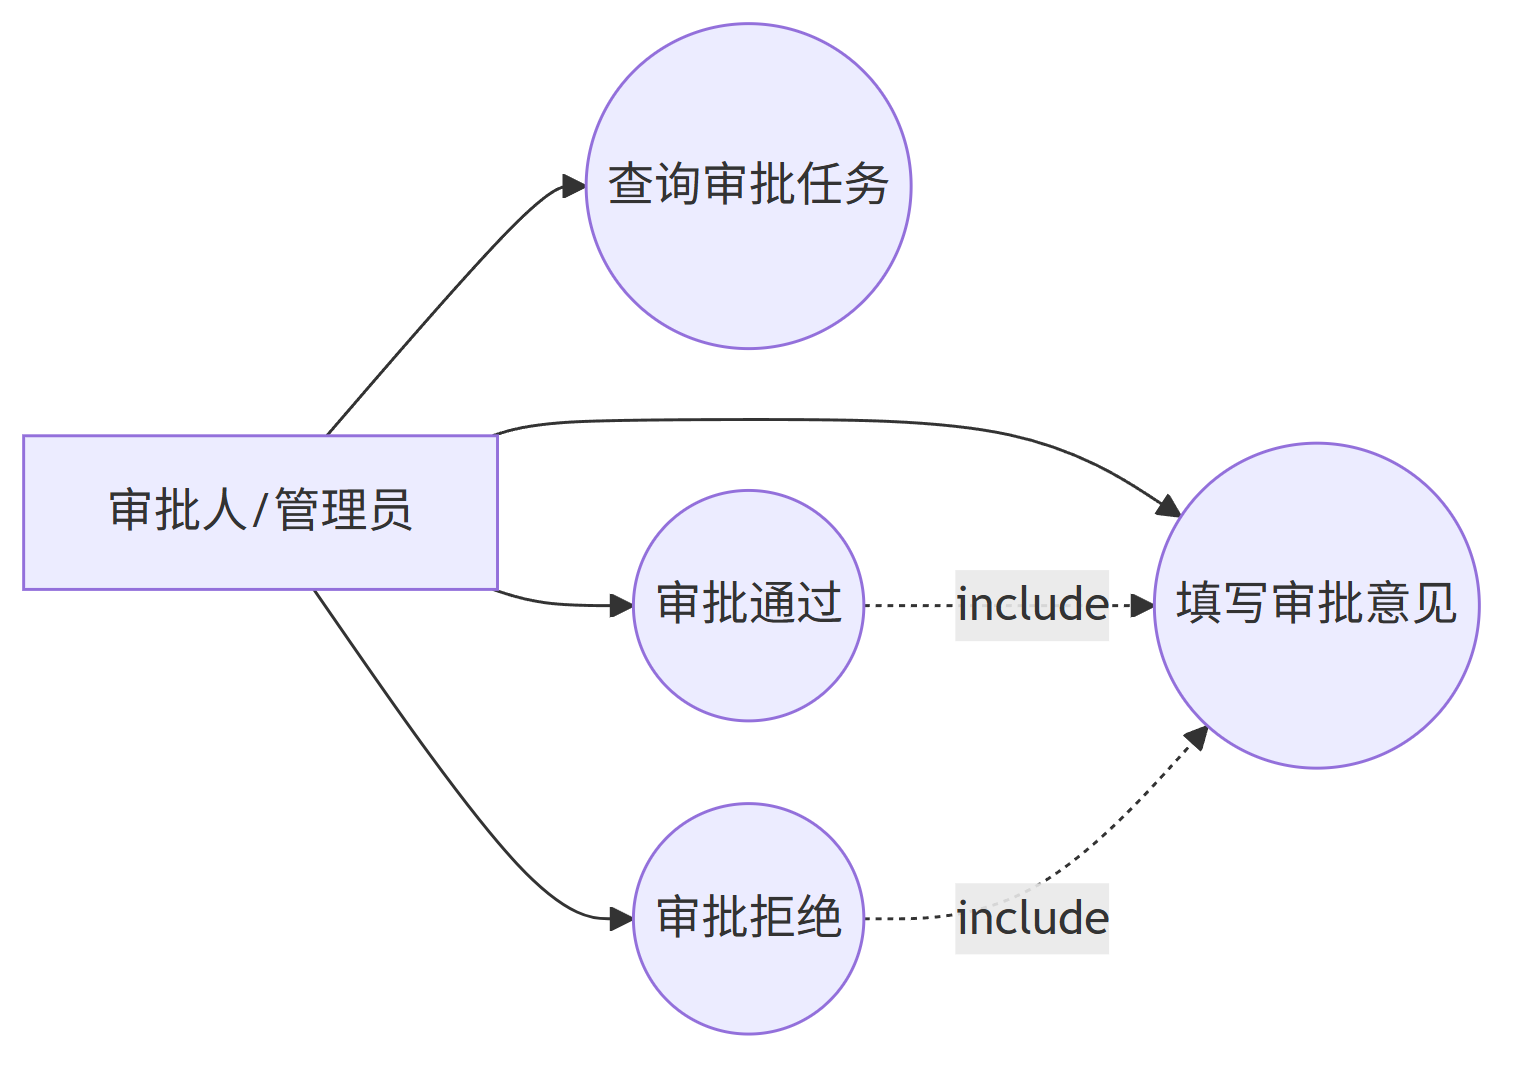 查询审批任务
审批人/管理员
审批通过
include
填写审批意见
审批拒绝
include